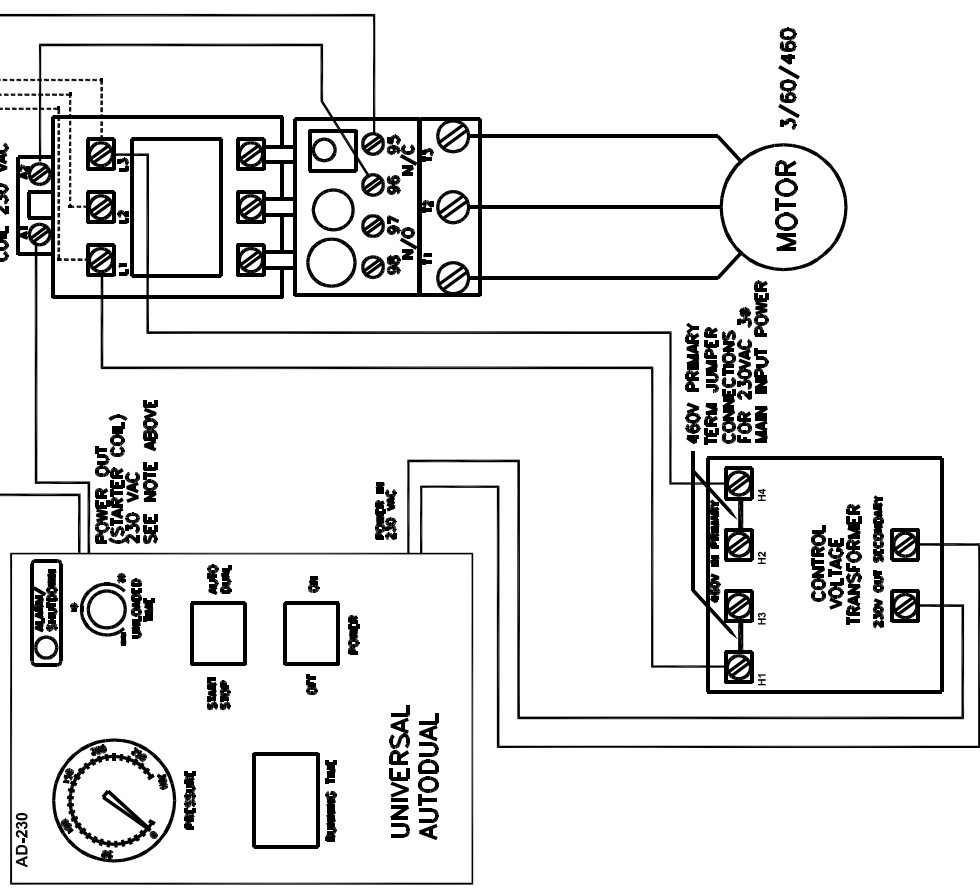 COIL 230 VAC
A2
A1
L3
L2
L1
95
96
97
98
N/C
N/O
T3
T2
T1
MOTOR
3/60/460
460V PRIMARY
TERM JUMPER
CONNECTIONS
FOR 230VAC 3Ø
MAIN INPUT POWER
POWER OUT
(STARTER COIL)
230 VAC
SEE NOTE ABOVE
POWER IN
230 VAC
H4
H2
H3
H1
460V IN PRIMARY
CONTROL
VOLTAGE
TRANSFORMER
230V OUT SECONDARY
ALARM/
SHUTDOWN
UNLOADED
TIME
AUTO
DUAL
START
STOP
ON
OFF
POWER
PRESSURE
RUNNING TIME
UNIVERSAL
AUTODUAL
AD-230
0